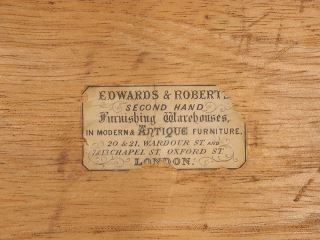 EDWARDS & ROBERTS
SECOND HAND
Furnishing Warehouses,
IN MODERN & ANTIQUE FURNITURE,
20 & 21, WARDOUR ST. AND
CHAPEL ST. OXFORD ST.
LONDON.